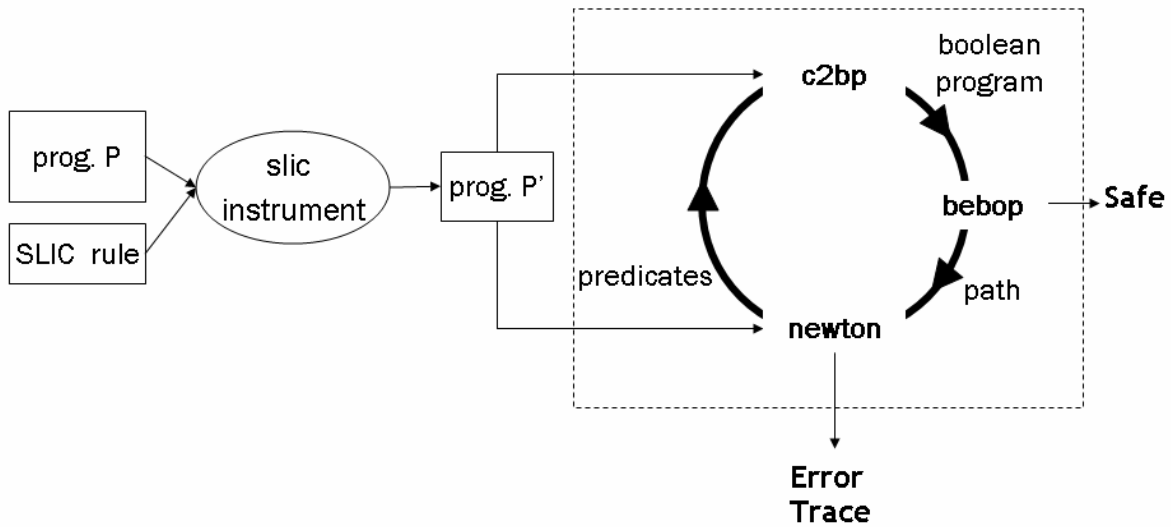 prog. P
SLIC rule
slic
instrument
prog. P'
c2bp
boolean
program
bebop
Safe
predicates
path
newton
Error
Trace